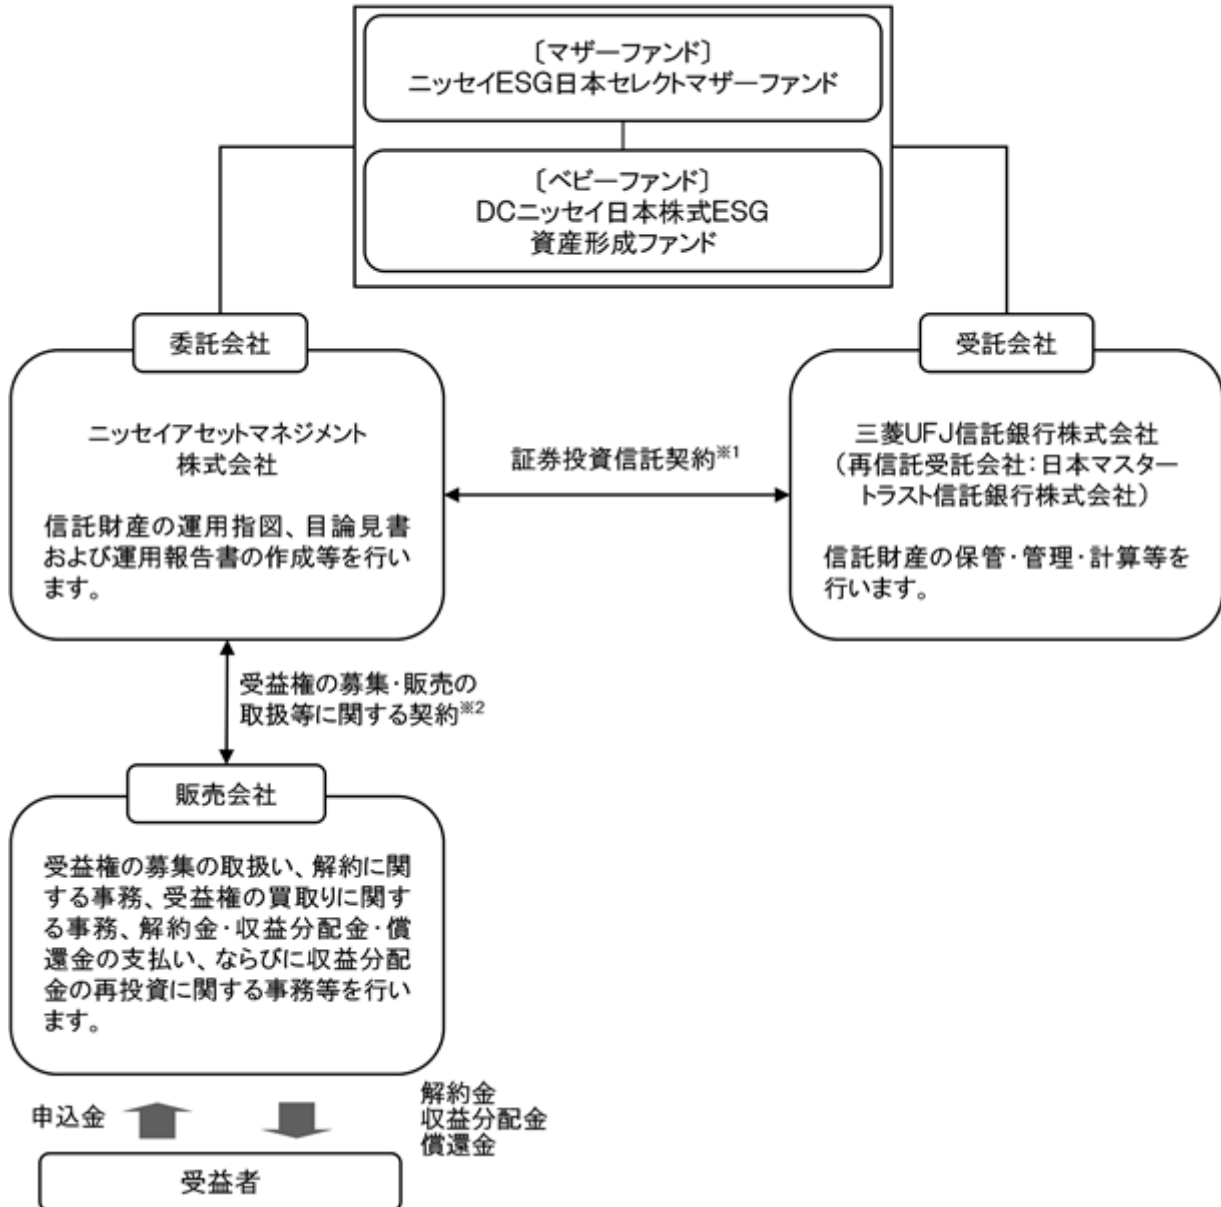 〔マザーファンド〕
ニッセイESG日本セレクトマザーファンド
〔ベビーファンド〕
DCニッセイ日本株式ESG
資産形成ファンド
委託会社
ニッセイアセットマネジメント
株式会社
信託財産の運用指図、目論見書
および運用報告書の作成等を行い
ます。
証券投資信託契約※1
受託会社
三菱UFJ信託銀行株式会社
（再信託受託会社：日本マスター
トラスト信託銀行株式会社）
信託財産の保管・管理・計算等を
行います。
受益権の募集・販売の
取扱等に関する契約※2
販売会社
受益権の募集の取扱い、解約に関
する事務、受益権の買取りに関す
る事務、解約金・収益分配金・償
還金の支払い、ならびに収益分配
金の再投資に関する事務等を行い
ます。
申込金
解約金
収益分配金
償還金
受益者